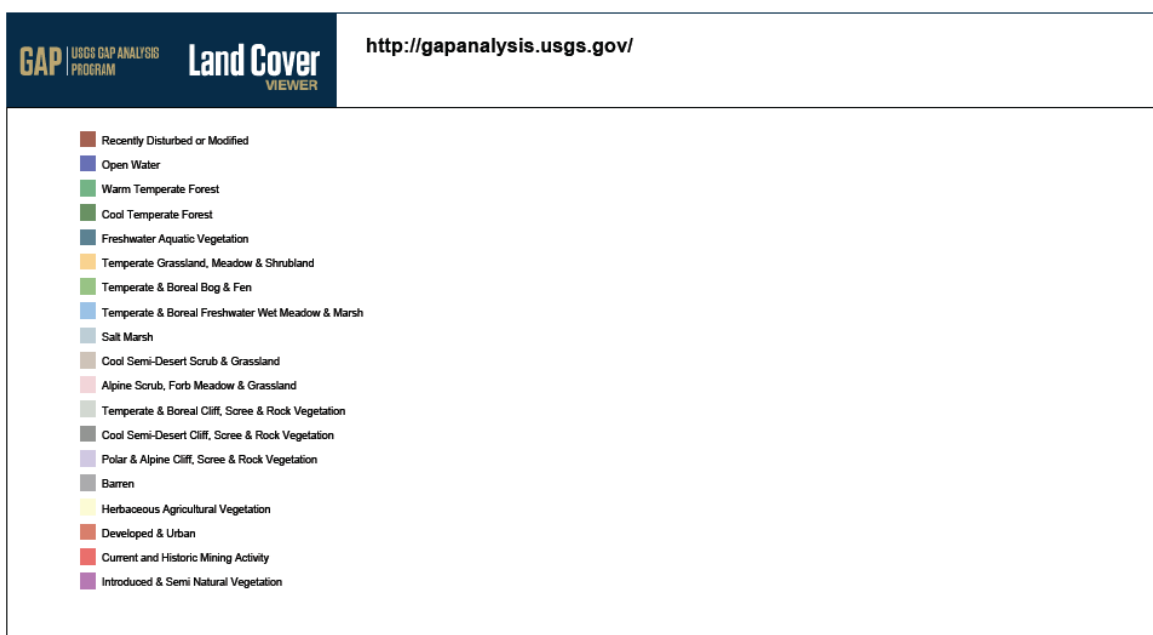 GAP USGS GAP ANALYSIS PROGRAM
Land Cover
VIEWER
http://gapanalysis.usgs.gov/
Recently Disturbed or Modified
Open Water
Warm Temperate Forest
Cool Temperate Forest
Freshwater Aquatic Vegetation
Temperate Grassland, Meadow & Shrubland
Temperate & Boreal Bog & Fen
Temperate & Boreal Freshwater Wet Meadow & Marsh
Salt Marsh
Cool Semi-Desert Scrub & Grassland
Alpine Scrub, Forb Meadow & Grassland
Temperate & Boreal Cliff, Scree & Rock Vegetation
Cool Semi-Desert Cliff, Scree & Rock Vegetation
Polar & Alpine Cliff, Scree & Rock Vegetation
Barren
Herbaceous Agricultural Vegetation
Developed & Urban
Current and Historic Mining Activity
Introduced & Semi Natural Vegetation